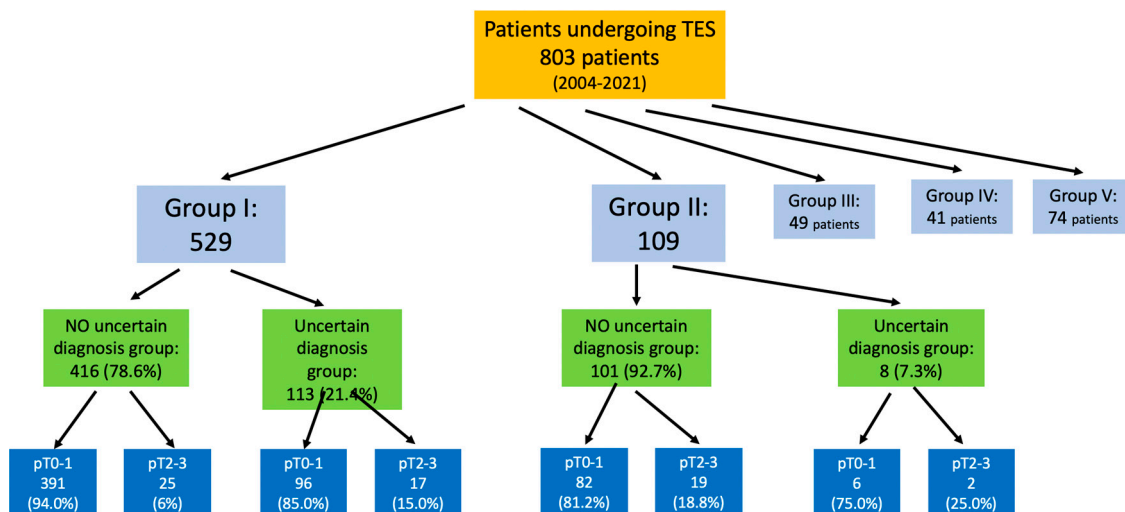 Patients undergoing TES
803 patients
(2004-2021)
Group I:
529
Group II:
109
Group III:
49 patients
Group IV:
41 patients
Group V:
74 patients
NO uncertain
diagnosis group:
416 (78.6%)
Uncertain
diagnosis
group:
113 (21.4%)
NO uncertain
diagnosis group:
101 (92.7%)
Uncertain
diagnosis group:
8 (7.3%)
pT0-1
391
(94.0%)
pT2-3
25
(6%)
pT0-1
96
(85.0%)
pT2-3
17
(15.0%)
pT0-1
82
(81.2%)
pT2-3
19
(18.8%)
pT0-1
6
(75.0%)
pT2-3
2
(25.0%)